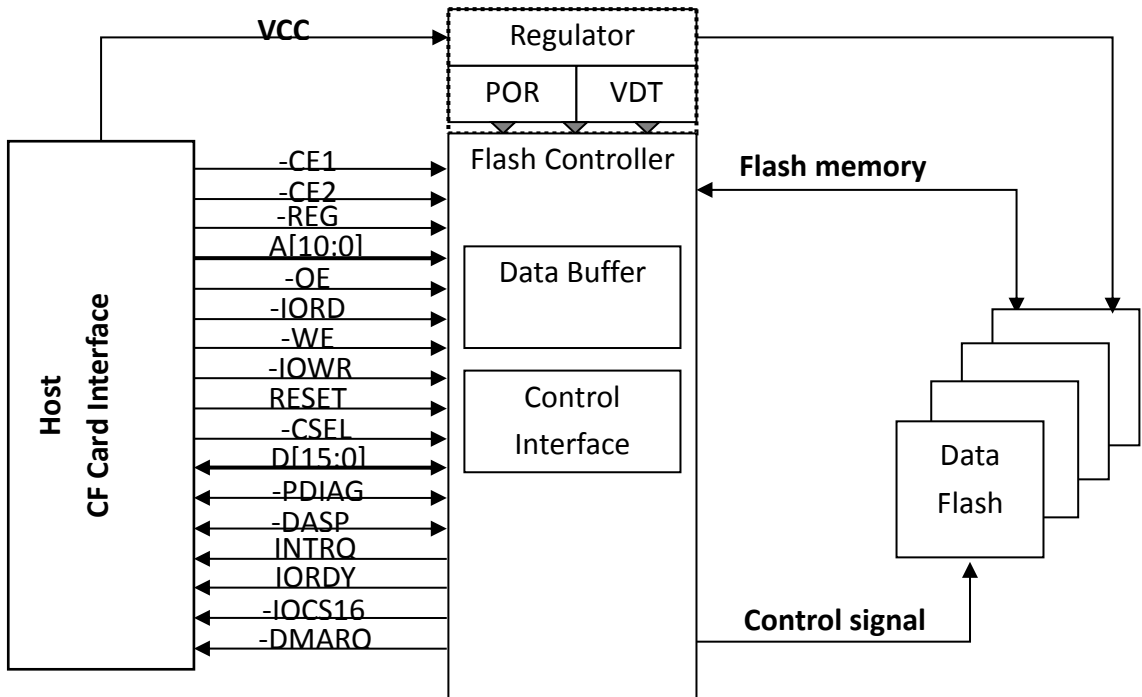 VCC
Regulator
POR
VDT
Flash Controller
Flash memory
-CE1
-CE2
-REG
A[10:0]
-OE
-IORD
-WE
-IOWR
RESET
-CSEL
D[15:0]
-PDIAG
-DASP
INTRQ
IORDY
-IOCS16
-DMARQ
Host
CF Card Interface
Data Buffer
Control
Interface
Data
Flash
Control signal